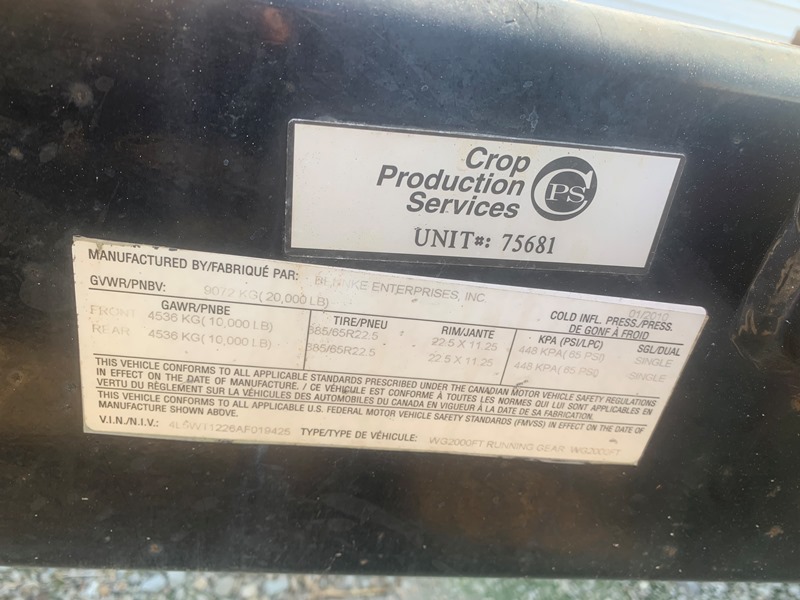 Crop
Production
Services
CPS
UNIT#: 75681
MANUFACTURED BY/FABRIQUÉ PAR: ENTERPRISES, INC.
01/2010
GVWR/PNBV: 9072 KG( 20,000 LB)
GAWR/PNBE TIRE/PNEU RIM/JANTE COLD INFL. PRESS./PRESS. DE GONF À FROID
KPA (PSI/LPC) SGL/DUAL
FRONT 4536 KG( 10,000 LB) 385/65R22.5 22.5 X 11.25 448 KPA( 65 PSI) SINGLE
REAR 4536 KG( 10,000 LB) 385/65R22.5 22.5 X 11.25 448 KPA( 65 PSI) SINGLE
THIS VEHICLE CONFORMS TO ALL APPLICABLE STANDARDS PRESCRIBED UNDER THE CANADIAN MOTOR VEHICLE SAFETY REGULATIONS
IN EFFECT ON THE DATE OF MANUFACTURE. / CE VÉHICULE EST CONFORME À TOUTES LES NORMES QUI LUI SONT APPLICABLES EN
VERTU DU RÈGLEMENT SUR LA VÉHICULES DES AUTOMOBILES DU CANADA EN VIGUEUR À LA DATE DE SA FABRICATION.
THIS VEHICLE CONFORMS TO ALL APPLICABLE U.S. FEDERAL MOTOR VEHICLE SAFETY STANDARDS (FMVSS) IN EFFECT ON THE DATE OF
MANUFACTURE SHOWN ABOVE.
V.I.N./N.I.V.: 4L5WT1226AF019425 TYPE/TYPE DE VÉHICULE: WG2000FT RUNNING GEAR, WG2000FT